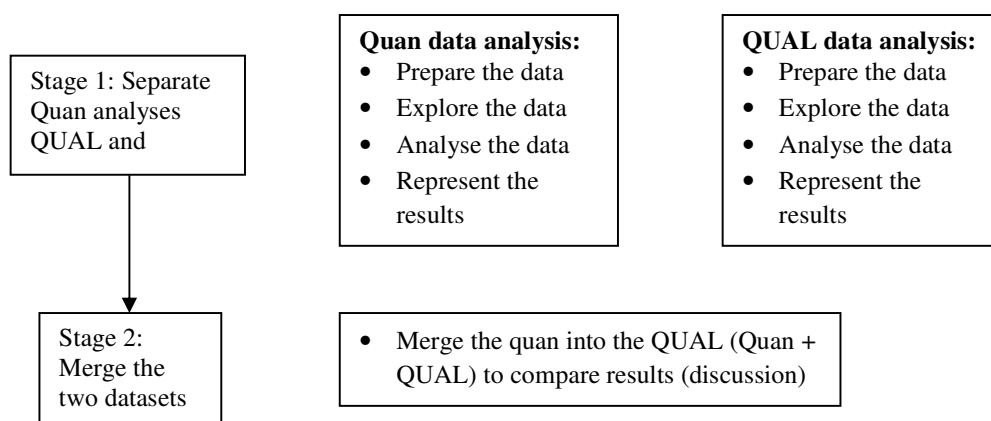 Stage 1: Separate
Quan analyses
QUAL and
Quan data analysis:
• Prepare the data
• Explore the data
• Analyse the data
• Represent the
results
QUAL data analysis:
• Prepare the data
• Explore the data
• Analyse the data
• Represent the
results
Stage 2:
Merge the
two datasets
• Merge the quan into the QUAL (Quan +
QUAL) to compare results (discussion)